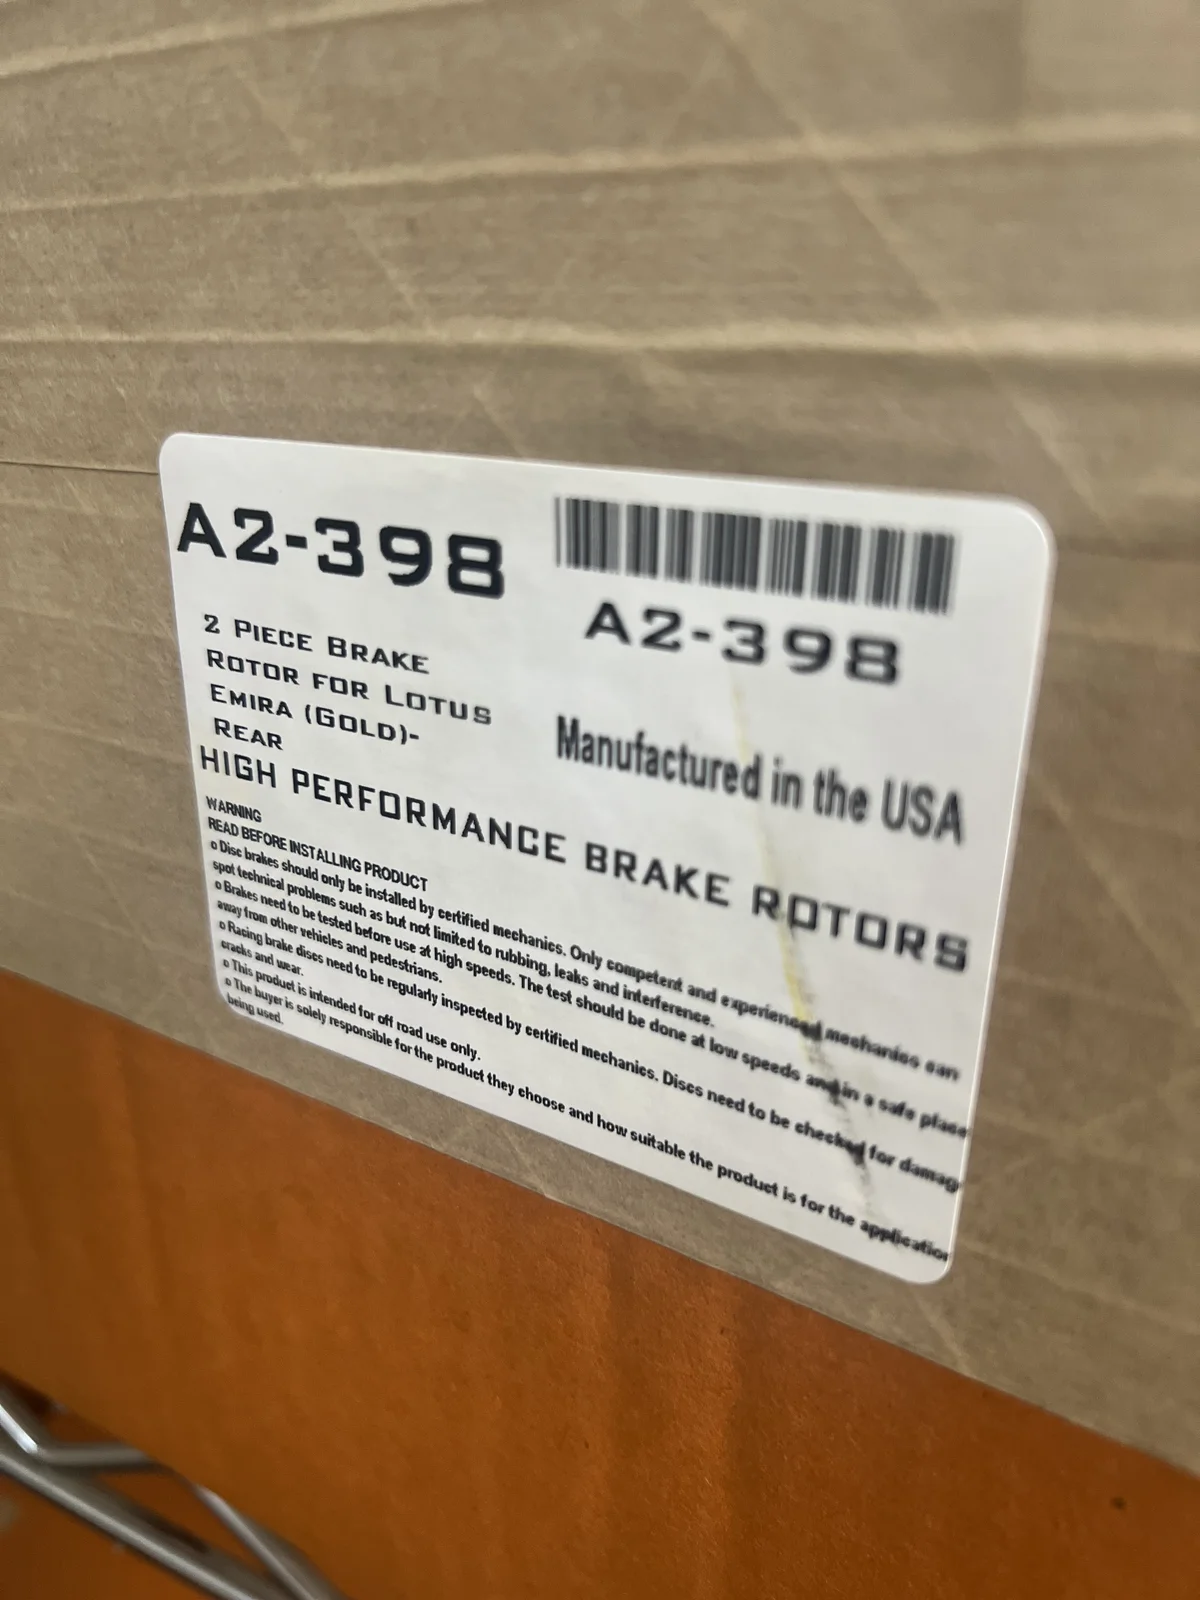 A2-398
A2-398
2 PIECE BRAKE
ROTOR FOR LOTUS
EMIRA (GOLD)-
REAR
Manufactured in the USA
HIGH PERFORMANCE BRAKE ROTORS
WARNING
READ BEFORE INSTALLING PRODUCT
o Disc brakes should only be installed by certified mechanics. Only competent and experienced mechanics can
spot technical problems such as but not limited to rubbing, leaks and interference.
o Brakes need to be tested before use at high speeds. The test should be done at low speeds and in a safe place
away from other vehicles and pedestrians.
o Racing brake discs need to be regularly inspected by certified mechanics. Discs need to be checked for damag
cracks and wear.
o This product is intended for off road use only.
o The buyer is solely responsible for the product they choose and how suitable the product is for the application
being used.